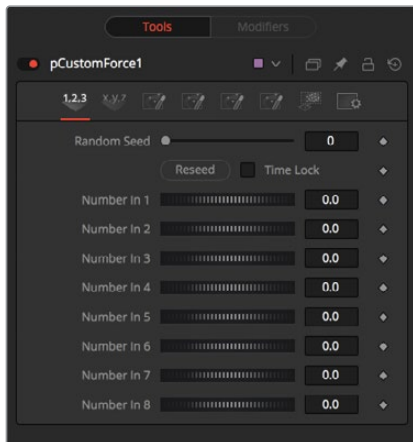 Tools Modifiers
pCustomForce1
1,2,3 x,y,z
Random Seed 0
Reseed Time Lock
Number In 1 0.0
Number In 2 0.0
Number In 3 0.0
Number In 4 0.0
Number In 5 0.0
Number In 6 0.0
Number In 7 0.0
Number In 8 0.0